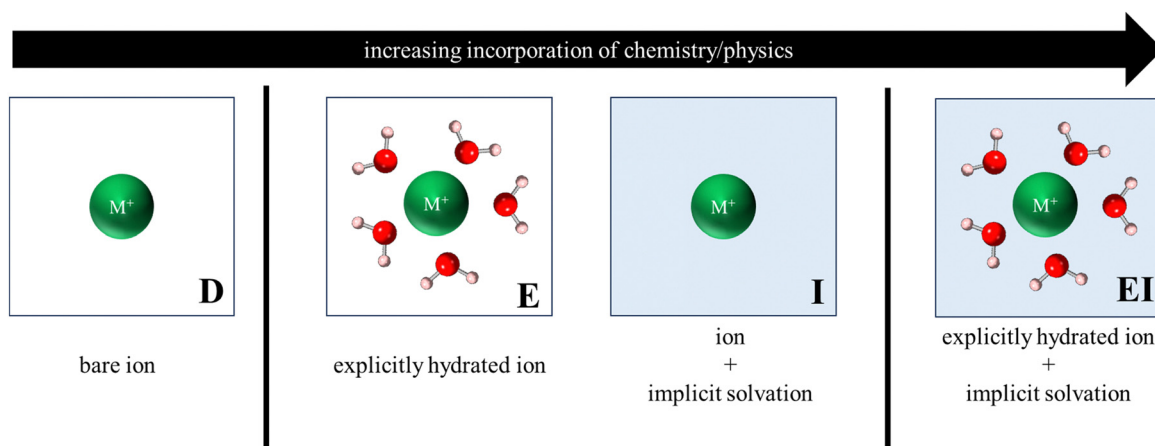 increasing incorporation of chemistry/physics
M⁺
D
bare ion
M⁺
E
explicitly hydrated ion
M⁺
I
ion
+
implicit solvation
M⁺
EI
explicitly hydrated ion
+
implicit solvation